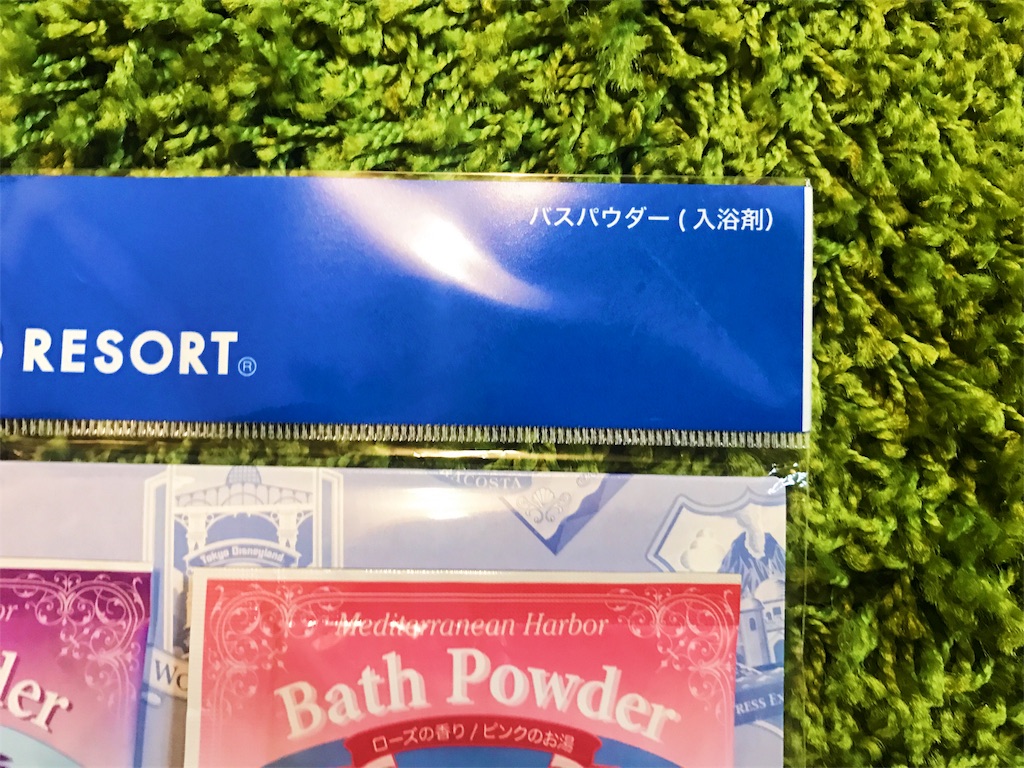 バスパウダー ( 入浴剤)
RESORT®
ACOSTA
Tokyo Disneyland
Mediterranean Harbor
Bath Powder
ローズの香り / ピンクのお湯